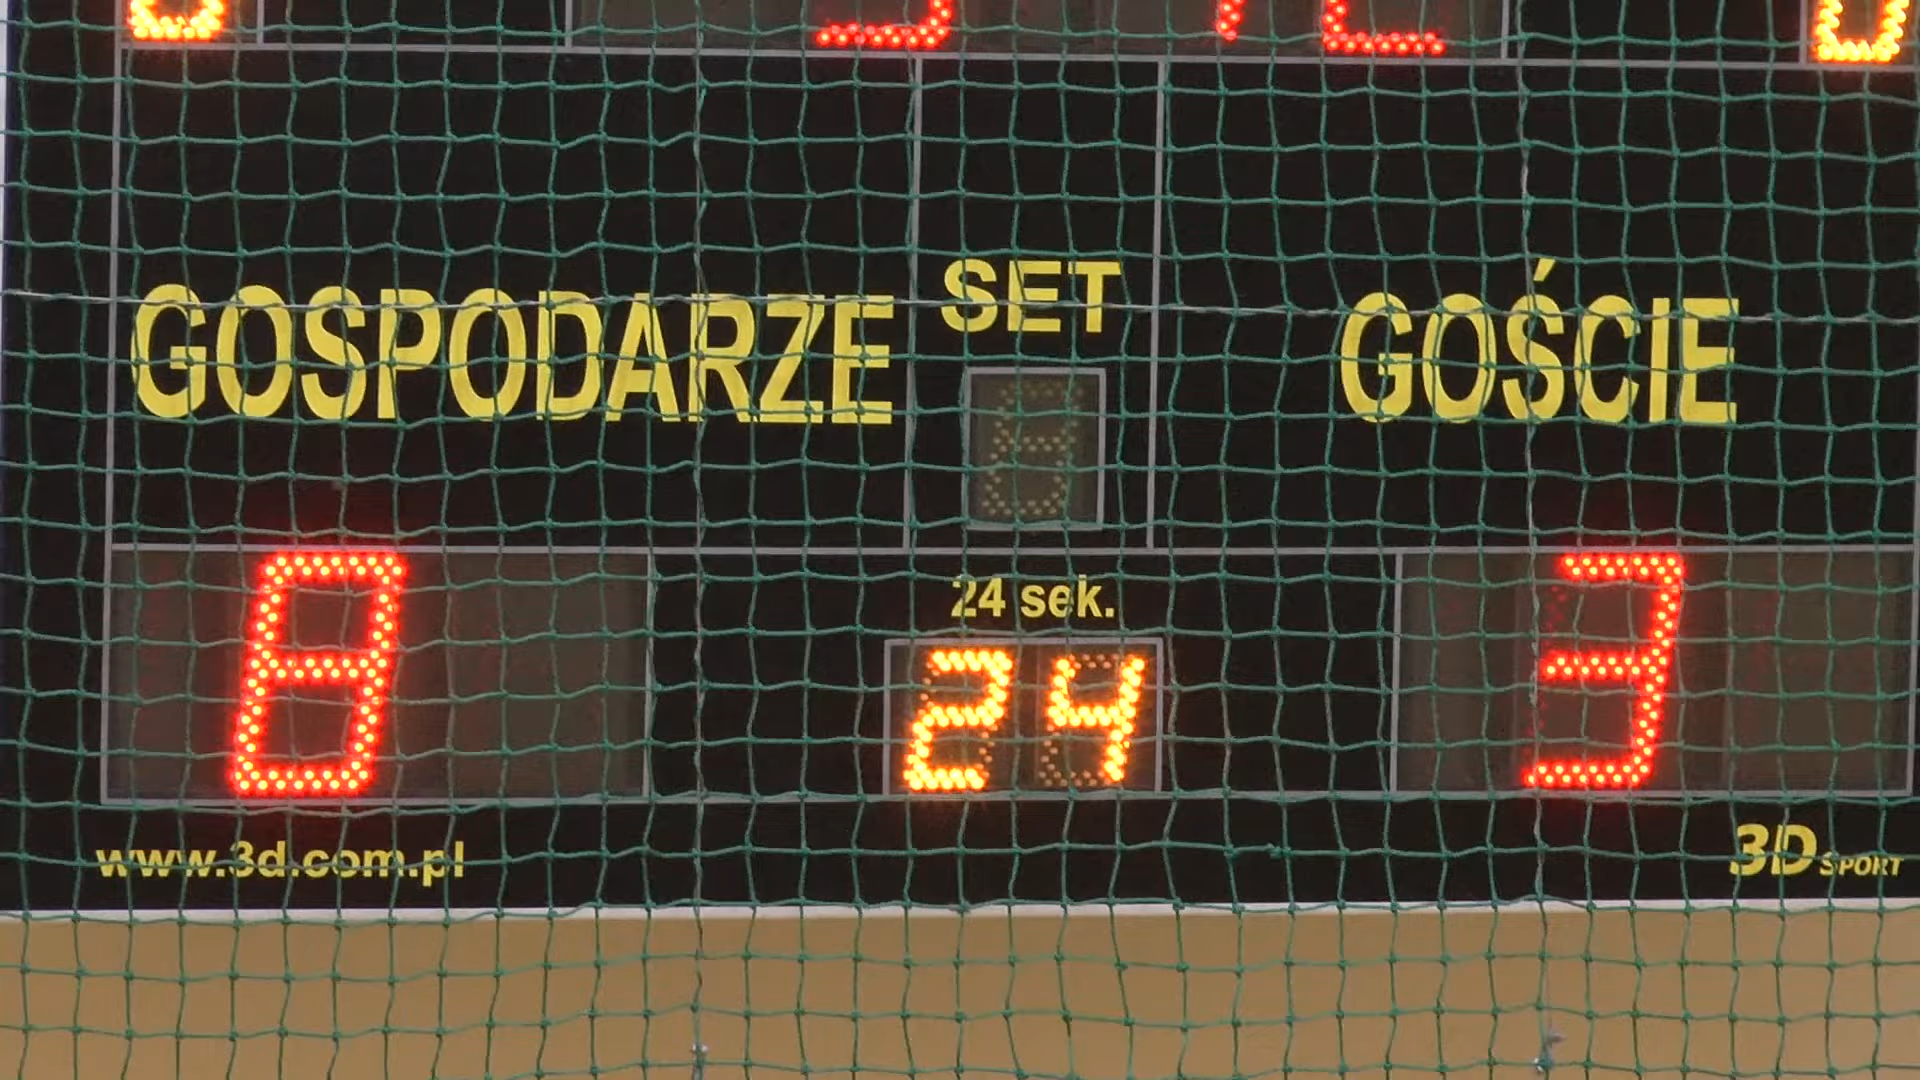 SET
GOSPODARZE
GOŚCIE
24 sek.
8
24
3
www.3d.com.pl
3D SPORT